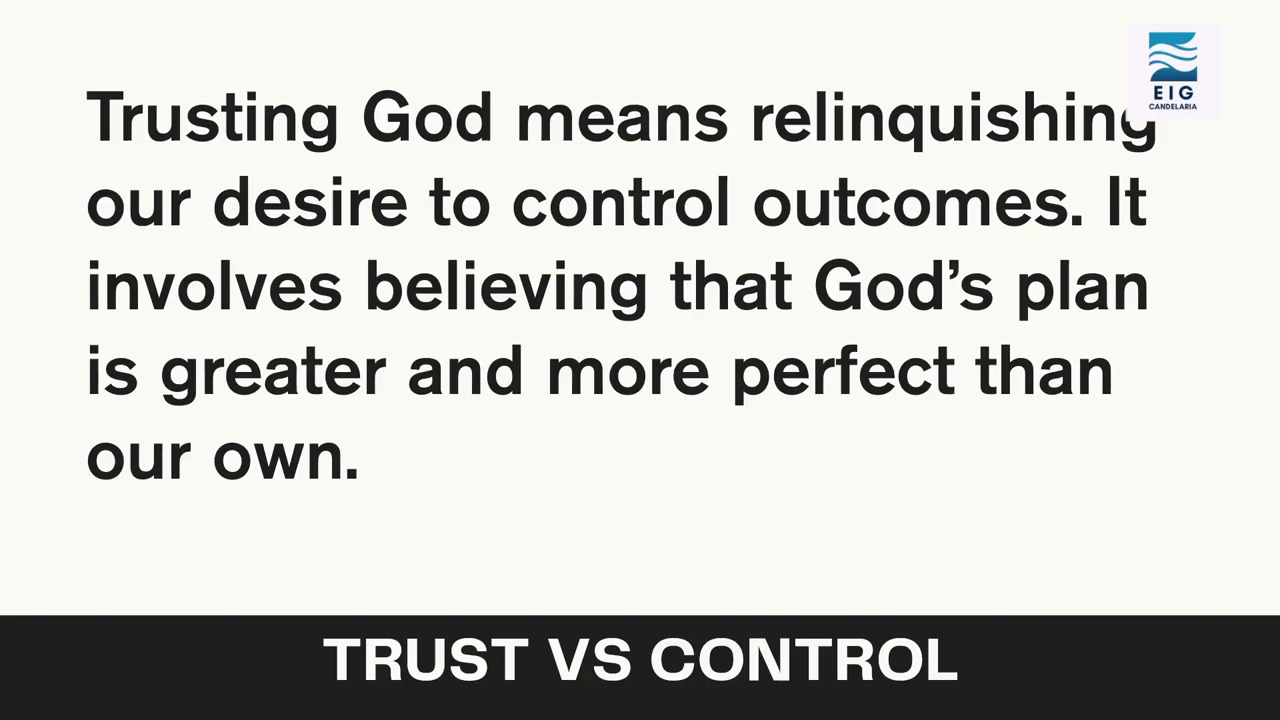 EIG
CANDELARIA
Trusting God means relinquishing
our desire to control outcomes. It
involves believing that God’s plan
is greater and more perfect than
our own.
TRUST VS CONTROL